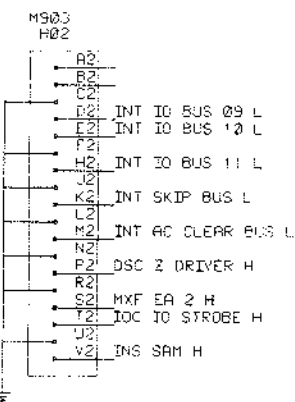 M903
H02
A2
B2
C2
D2 INT IO BUS 09 L
E2 INT IO BUS 10 L
F2
H2 INT IO BUS 11 L
J2
K2 INT SKIP BUS L
L2
M2 INT AC CLEAR BUS L
N2
P2 DSC Z DRIVER H
R2
S2 MXF EA 2 H
T2 IOC IO STROBE H
U2
V2 INS SAM H